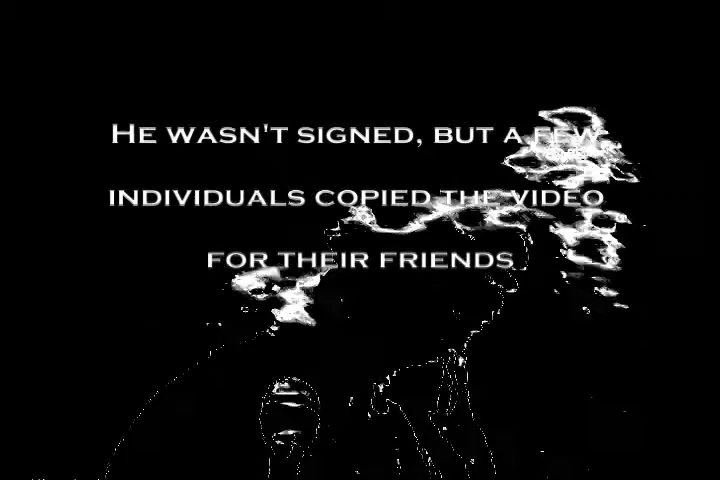 He wasn't signed, but a few
individuals copied the video
for their friends